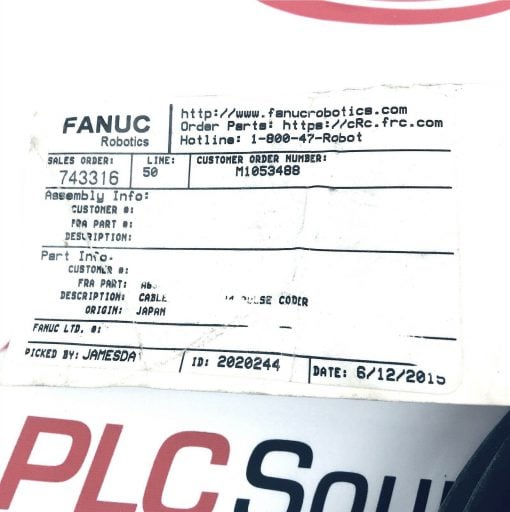 FANUC
Robotics
http://www.fanucrobotics.com
Order Parts: https://cRc.frc.com
Hotline: 1-800-47-Robot
SALES ORDER: LINE: CUSTOMER ORDER NUMBER:
743316 50 M1053488
Assembly Info:
CUSTOMER #:
FRA PART #:
DESCRIPTION:
Part Info.
CUSTOMER #:
FRA PART:
DESCRIPTION: CABLE PULSE CODER
ORIGIN: JAPAN
FANUC LTD. #:
PICKED BY: JAMESDA ID: 2020244 DATE: 6/12/2015
PLC Sou